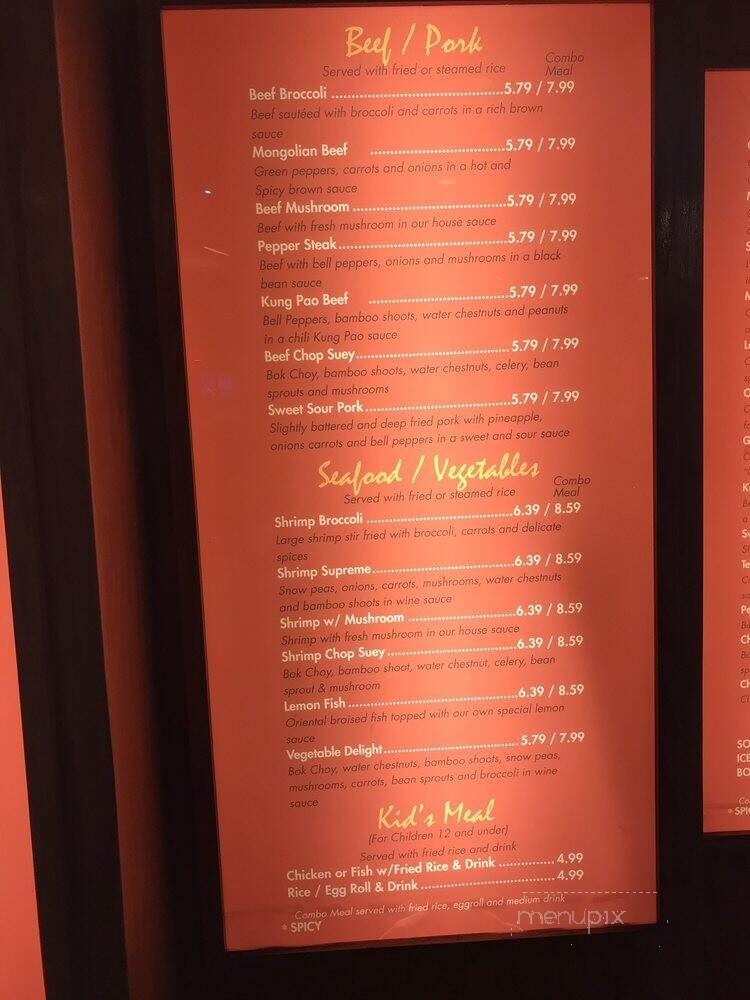 Beef / Pork
Served with fried or steamed rice
Combo
Meal
Beef Broccoli ..........................................5.79 / 7.99
Beef sautéed with broccoli and carrots in a rich brown
sauce
Mongolian Beef .................................5.79 / 7.99
Green peppers, carrots and onions in a hot and
Spicy brown sauce
Beef Mushroom .....................................5.79 / 7.99
Beef with fresh mushroom in our house sauce
Pepper Steak.........................................5.79 / 7.99
Beef with bell peppers, onions and mushrooms in a black
bean sauce
Kung Pao Beef ..................................5.79 / 7.99
Bell Peppers, bamboo shoots, water chestnuts and peanuts
in a chili Kung Pao sauce
Beef Chop Suey.....................................5.79 / 7.99
Bok Choy, bamboo shoots, water chestnuts, celery, bean
sprouts and mushrooms
Sweet Sour Pork...................................5.79 / 7.99
Slightly battered and deep fried pork with pineapple,
onions carrots and bell peppers in a sweet and sour sauce
Seafood / Vegetables
Served with fried or steamed rice
Combo
Meal
Shrimp Broccoli ...................................6.39 / 8.59
Large shrimp stir fried with broccoli, carrots and delicate
spices
Shrimp Supreme..................................6.39 / 8.59
Snow peas, onions, carrots, mushrooms, water chestnuts
and bamboo shoots in wine sauce
Shrimp w/ Mushroom ..........................6.39 / 8.59
Shrimp with fresh mushroom in our house sauce
Shrimp Chop Suey...............................6.39 / 8.59
Bok Choy, bamboo shoot, water chestnut, celery, bean
sprout & mushroom
Lemon Fish .........................................6.39 / 8.59
Oriental braised fish topped with our own special lemon
sauce
Vegetable Delight.................................5.79 / 7.99
Bok Choy, water chestnuts, bamboo shoots, snow peas,
mushrooms, carrots, bean sprouts and broccoli in wine
sauce
Kid's Meal
(For Children 12 and under)
Served with fried rice and drink
Chicken or Fish w/Fried Rice & Drink ............. 4.99
Rice / Egg Roll & Drink................................ 4.99
Combo Meal served with fried rice, eggroll and medium drink
* SPICY
menupix